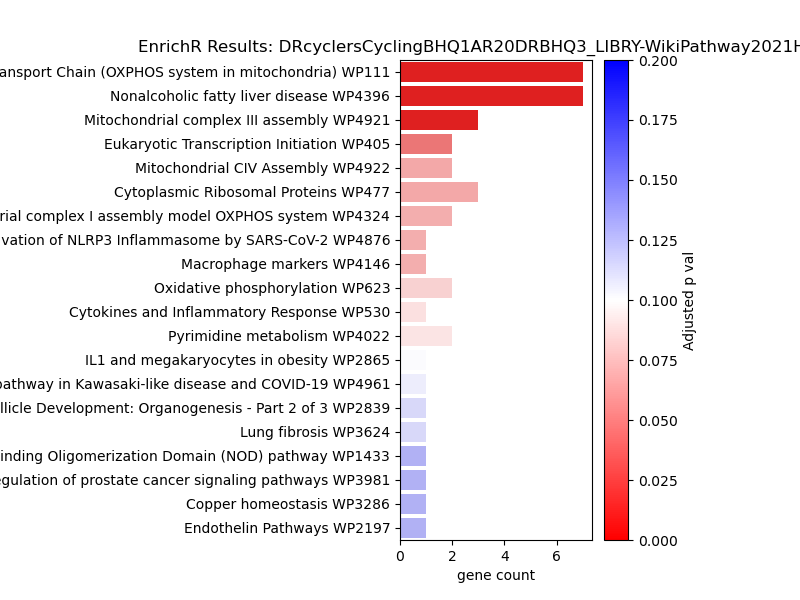 EnrichR Results: DRcyclersCyclingBHQ1AR20DRBHQ3_LIBRY-WikiPathway2021H
ansport Chain (OXPHOS system in mitochondria) WP111
Nonalcoholic fatty liver disease WP4396
Mitochondrial complex III assembly WP4921
Eukaryotic Transcription Initiation WP405
Mitochondrial CIV Assembly WP4922
Cytoplasmic Ribosomal Proteins WP477
rial complex I assembly model OXPHOS system WP4324
vation of NLRP3 Inflammasome by SARS-CoV-2 WP4876
Macrophage markers WP4146
Oxidative phosphorylation WP623
Cytokines and Inflammatory Response WP530
Pyrimidine metabolism WP4022
IL1 and megakaryocytes in obesity WP2865
pathway in Kawasaki-like disease and COVID-19 WP4961
llicle Development: Organogenesis - Part 2 of 3 WP2839
Lung fibrosis WP3624
inding Oligomerization Domain (NOD) pathway WP1433
egulation of prostate cancer signaling pathways WP3981
Copper homeostasis WP3286
Endothelin Pathways WP2197
0 2 4 6
gene count
0.200
0.175
0.150
0.125
0.100
0.075
0.050
0.025
0.000
Adjusted p val